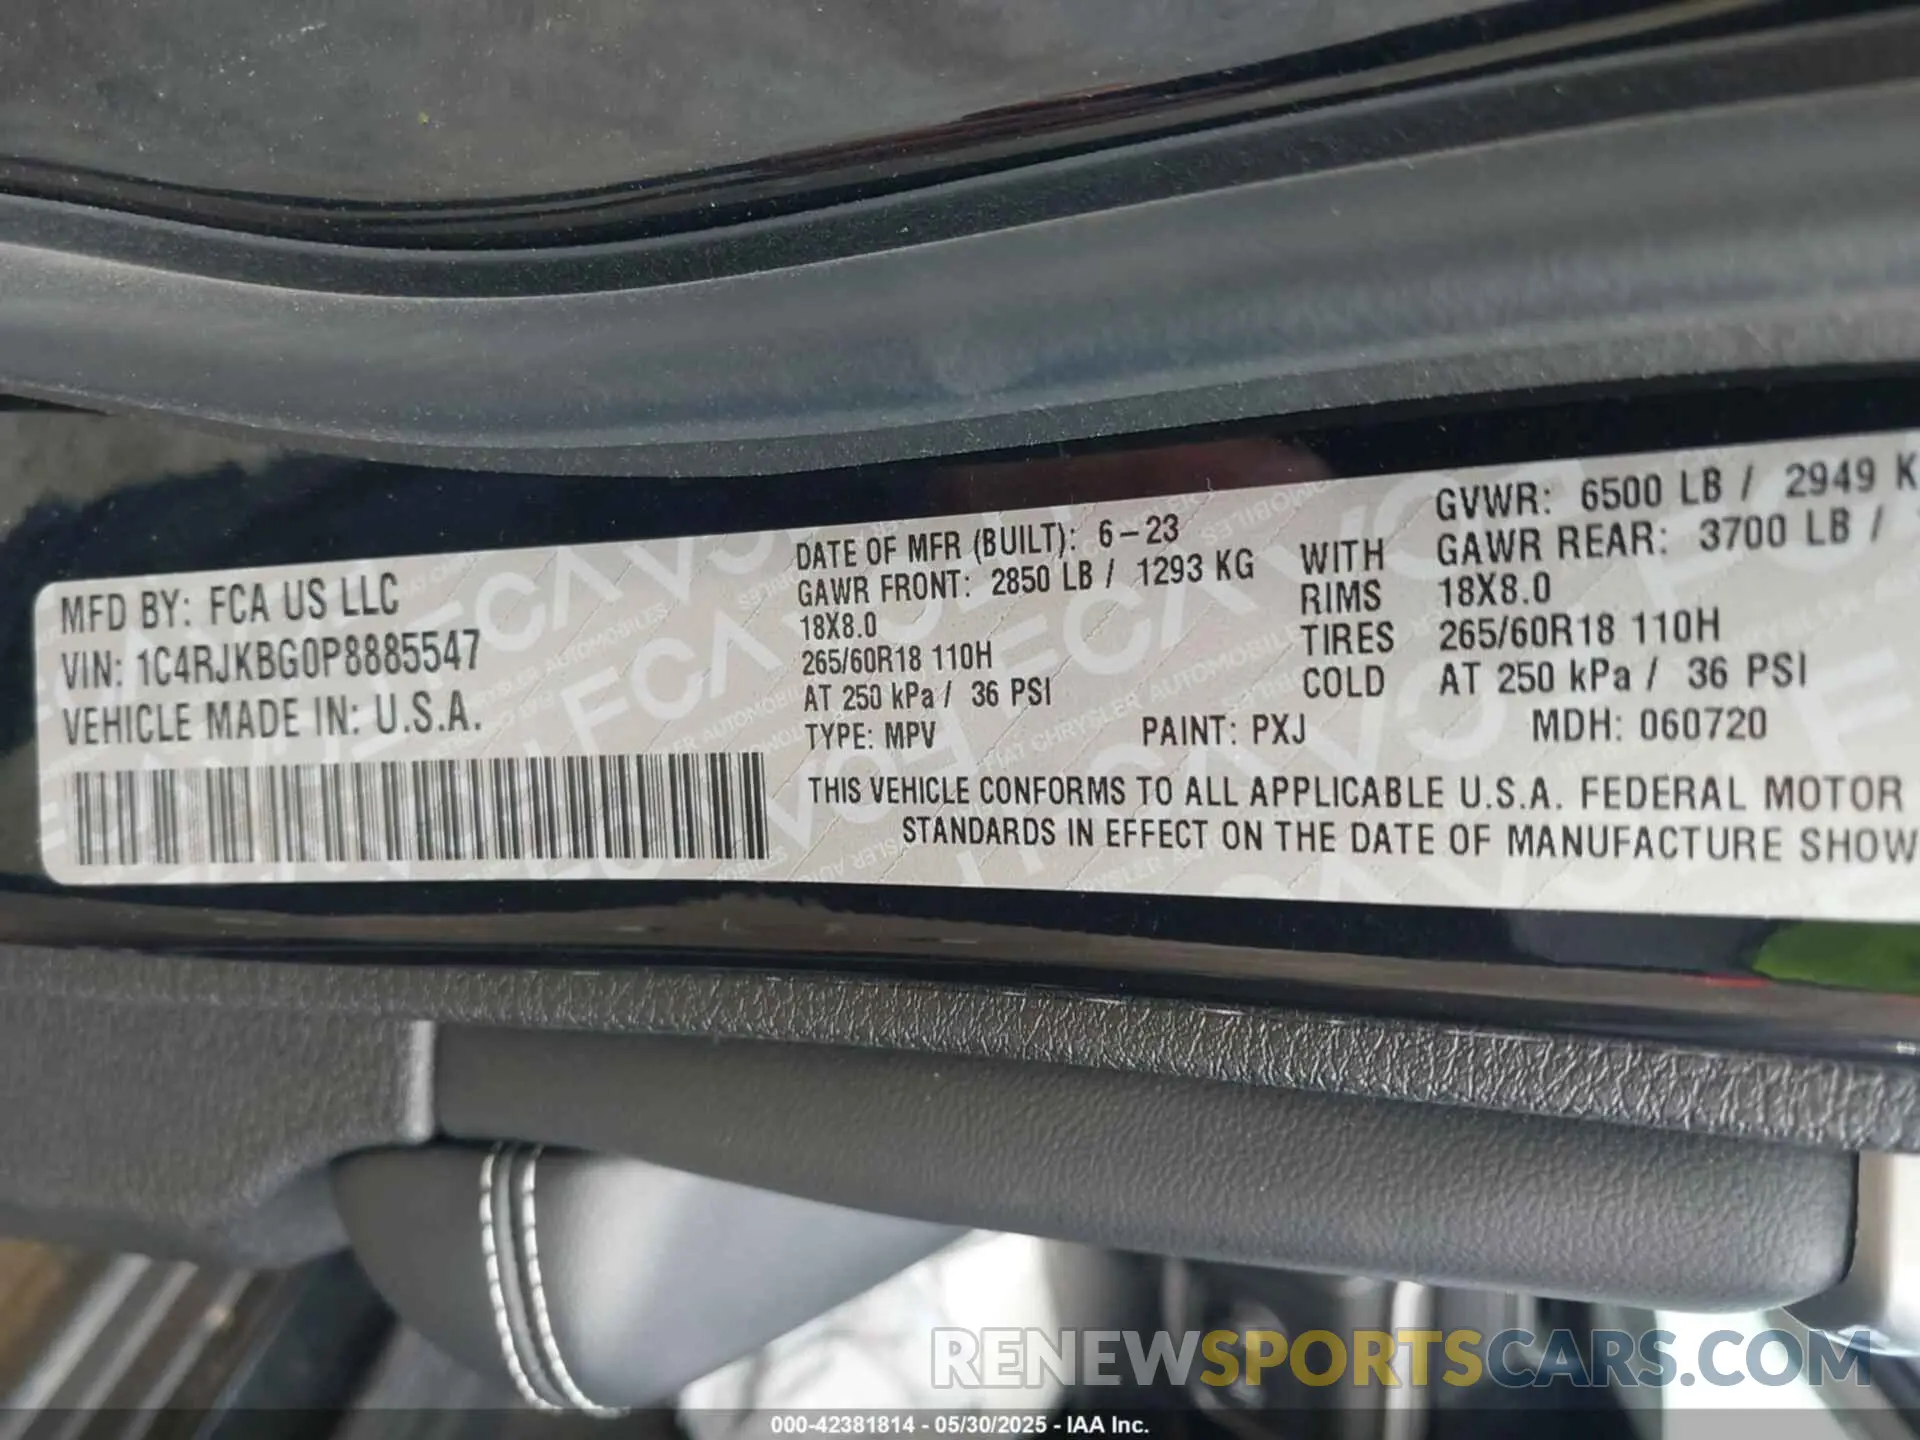 MFD BY: FCA US LLC
VIN: 1C4RJKBG0P8885547
VEHICLE MADE IN: U.S.A.
DATE OF MFR (BUILT): 6-23
GAWR FRONT: 2850 LB / 1293 KG
18X8.0
265/60R18 110H
AT 250 kPa / 36 PSI
TYPE: MPV
WITH
RIMS
TIRES
COLD
GVWR: 6500 LB / 2949 K
GAWR REAR: 3700 LB /
18X8.0
265/60R18 110H
AT 250 kPa / 36 PSI
PAINT: PXJ
MDH: 060720
THIS VEHICLE CONFORMS TO ALL APPLICABLE U.S.A. FEDERAL MOTOR
STANDARDS IN EFFECT ON THE DATE OF MANUFACTURE SHOW
RENEWSPORTSCARS.COM
000-42381814 - 05/30/2025 - IAA Inc.